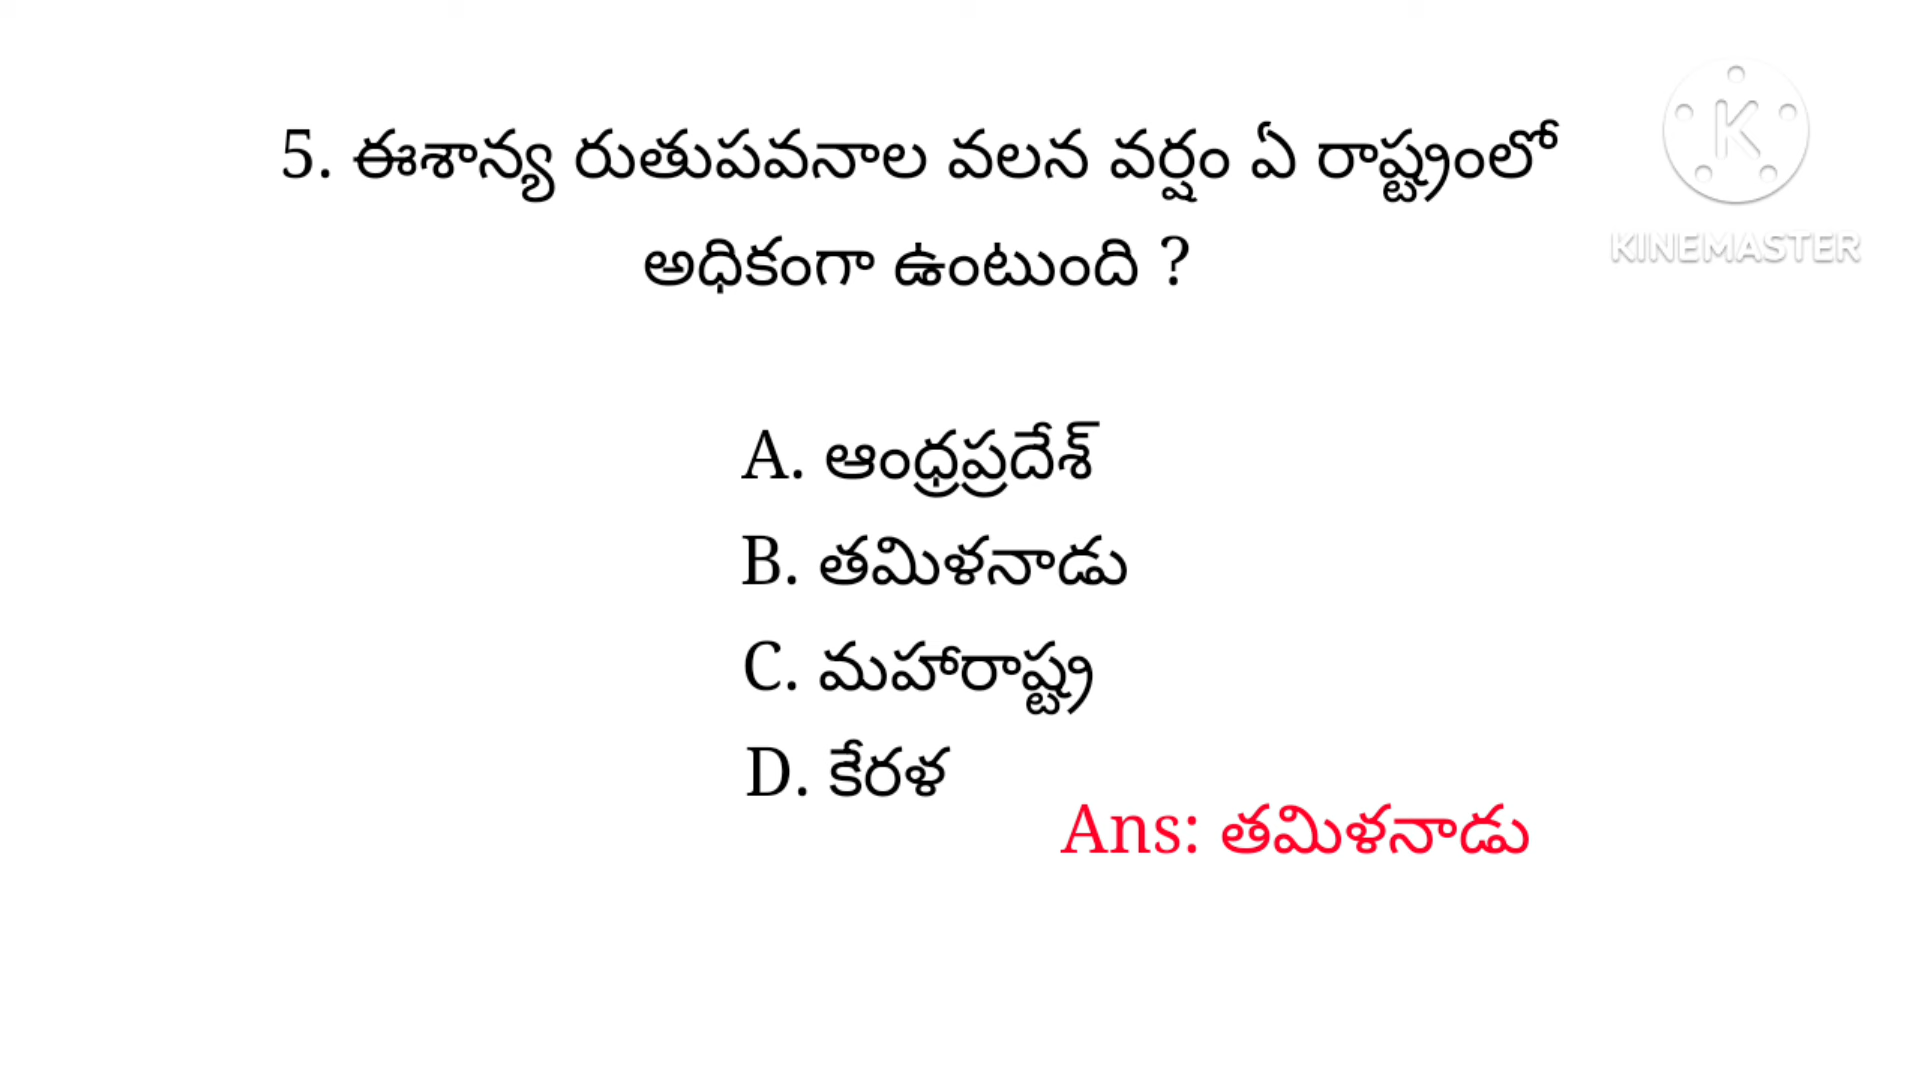 5. ఈశాన్య రుతుపవనాల వలన వర్షం ఏ రాష్ట్రంలో
అధికంగా ఉంటుంది ?
A. ఆంధ్రప్రదేశ్
B. తమిళనాడు
C. మహారాష్ట్ర
D. కేరళ
Ans: తమిళనాడు
K
KINEMASTER